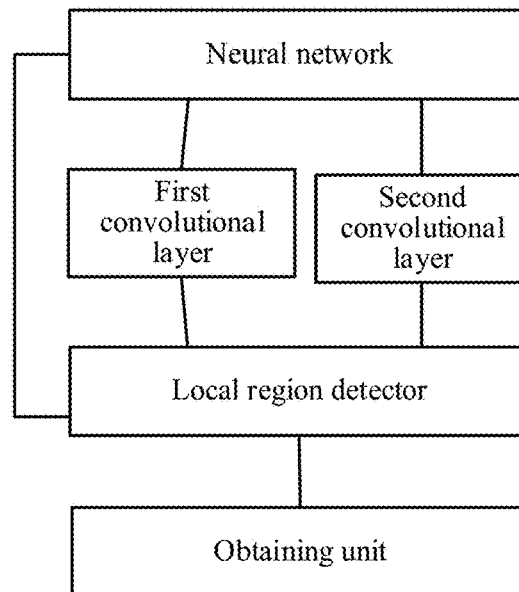 Neural network
First
convolutional
layer
Second
convolutional
layer
Local region detector
Obtaining unit